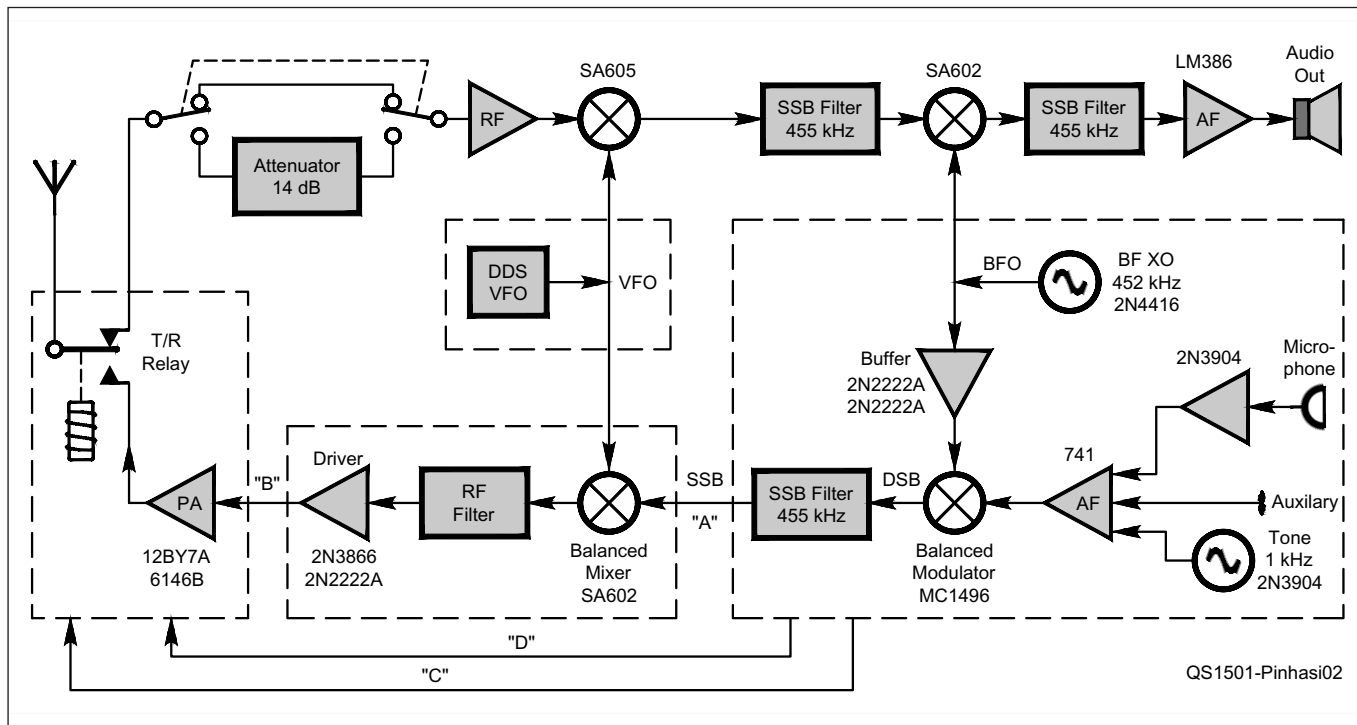 SA605
SA602
LM386
Audio
Out
RF
SSB Filter
455 kHz
SSB Filter
455 kHz
AF
Attenuator
14 dB
DDS
VFO
VFO
BFO
BF XO
452 kHz
2N4416
T/R
Relay
Buffer
2N2222A
2N2222A
2N3904
Micro-
phone
Driver
741
PA
"B"
RF
Filter
SSB
"A"
SSB Filter
455 kHz
DSB
AF
Auxilary
12BY7A
6146B
2N3866
2N2222A
Balanced
Mixer
SA602
Balanced
Modulator
MC1496
Tone
1 kHz
2N3904
"D"
"C"
QS1501-Pinhasi02